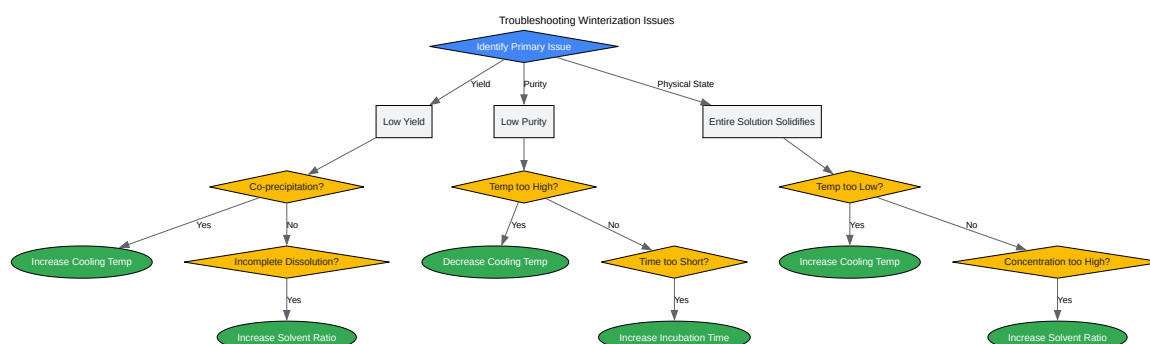 Troubleshooting Winterization Issues
Identify Primary Issue
Yield
Purity
Physical State
Low Yield
Low Purity
Entire Solution Solidifies
Co-precipitation?
Temp too High?
Temp too Low?
Yes
No
Yes
No
Yes
No
Increase Cooling Temp
Incomplete Dissolution?
Decrease Cooling Temp
Time too Short?
Increase Cooling Temp
Concentration too High?
Yes
Yes
Yes
Increase Solvent Ratio
Increase Incubation Time
Increase Solvent Ratio